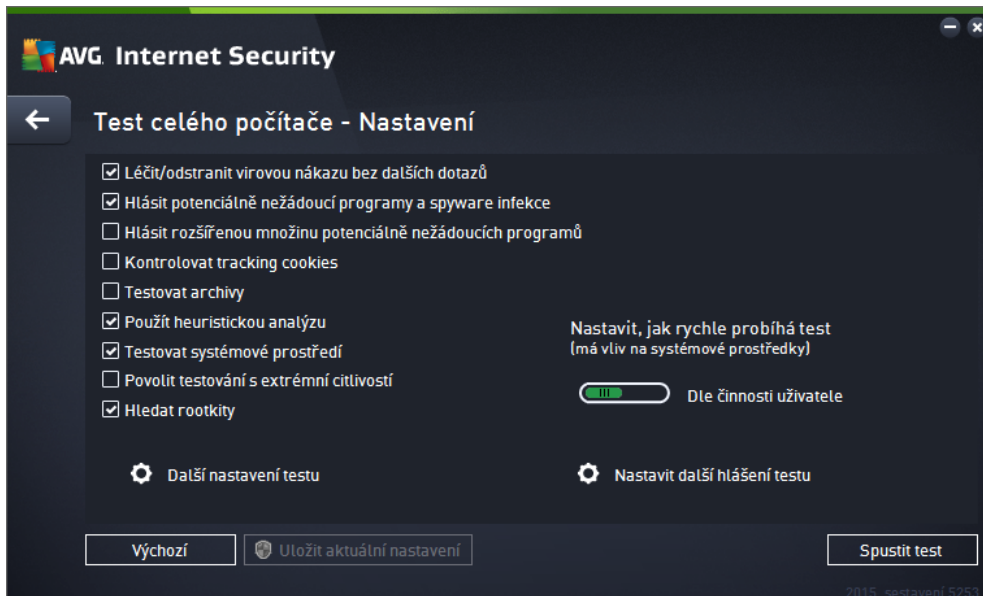 AVG. Internet Security
Test celého počítače - Nastavení
Léčit/odstranit virovou nákazu bez dalších dotazů
Hlásit potenciálně nežádoucí programy a spyware infekce
Hlásit rozšířenou množinu potenciálně nežádoucích programů
Kontrolovat tracking cookies
Testovat archivy
Použít heuristickou analýzu
Testovat systémové prostředí
Povolit testování s extrémní citlivostí
Hledat rootkity
Nastavit, jak rychle probíhá test
(má vliv na systémové prostředky)
Dle činnosti uživatele
Další nastavení testu
Nastavit další hlášení testu
Výchozí
Uložit aktuální nastavení
Spustit test
2015, sestavení 5253